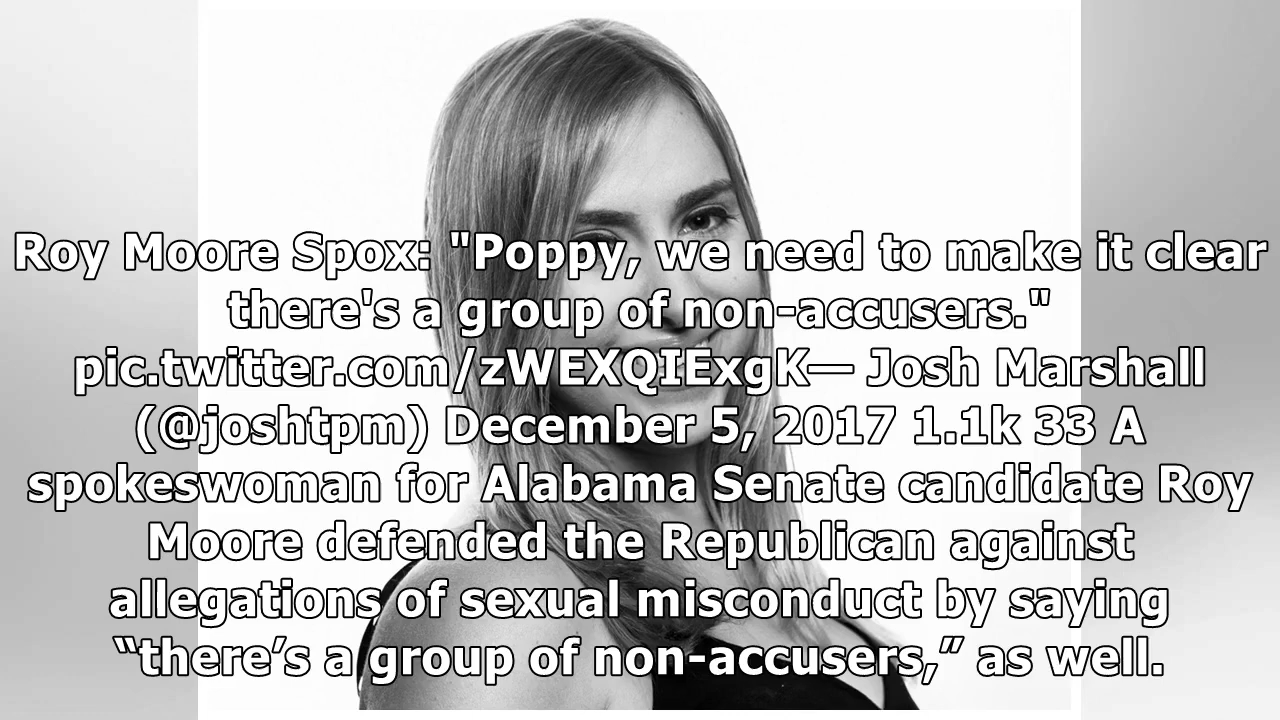 Roy Moore Spox: "Poppy, we need to make it clear
there's a group of non-accusers."
pic.twitter.com/zWEXQIExgK— Josh Marshall
(@joshtpm) December 5, 2017 1.1k 33 A
spokeswoman for Alabama Senate candidate Roy
Moore defended the Republican against
allegations of sexual misconduct by saying
“there’s a group of non-accusers,” as well.